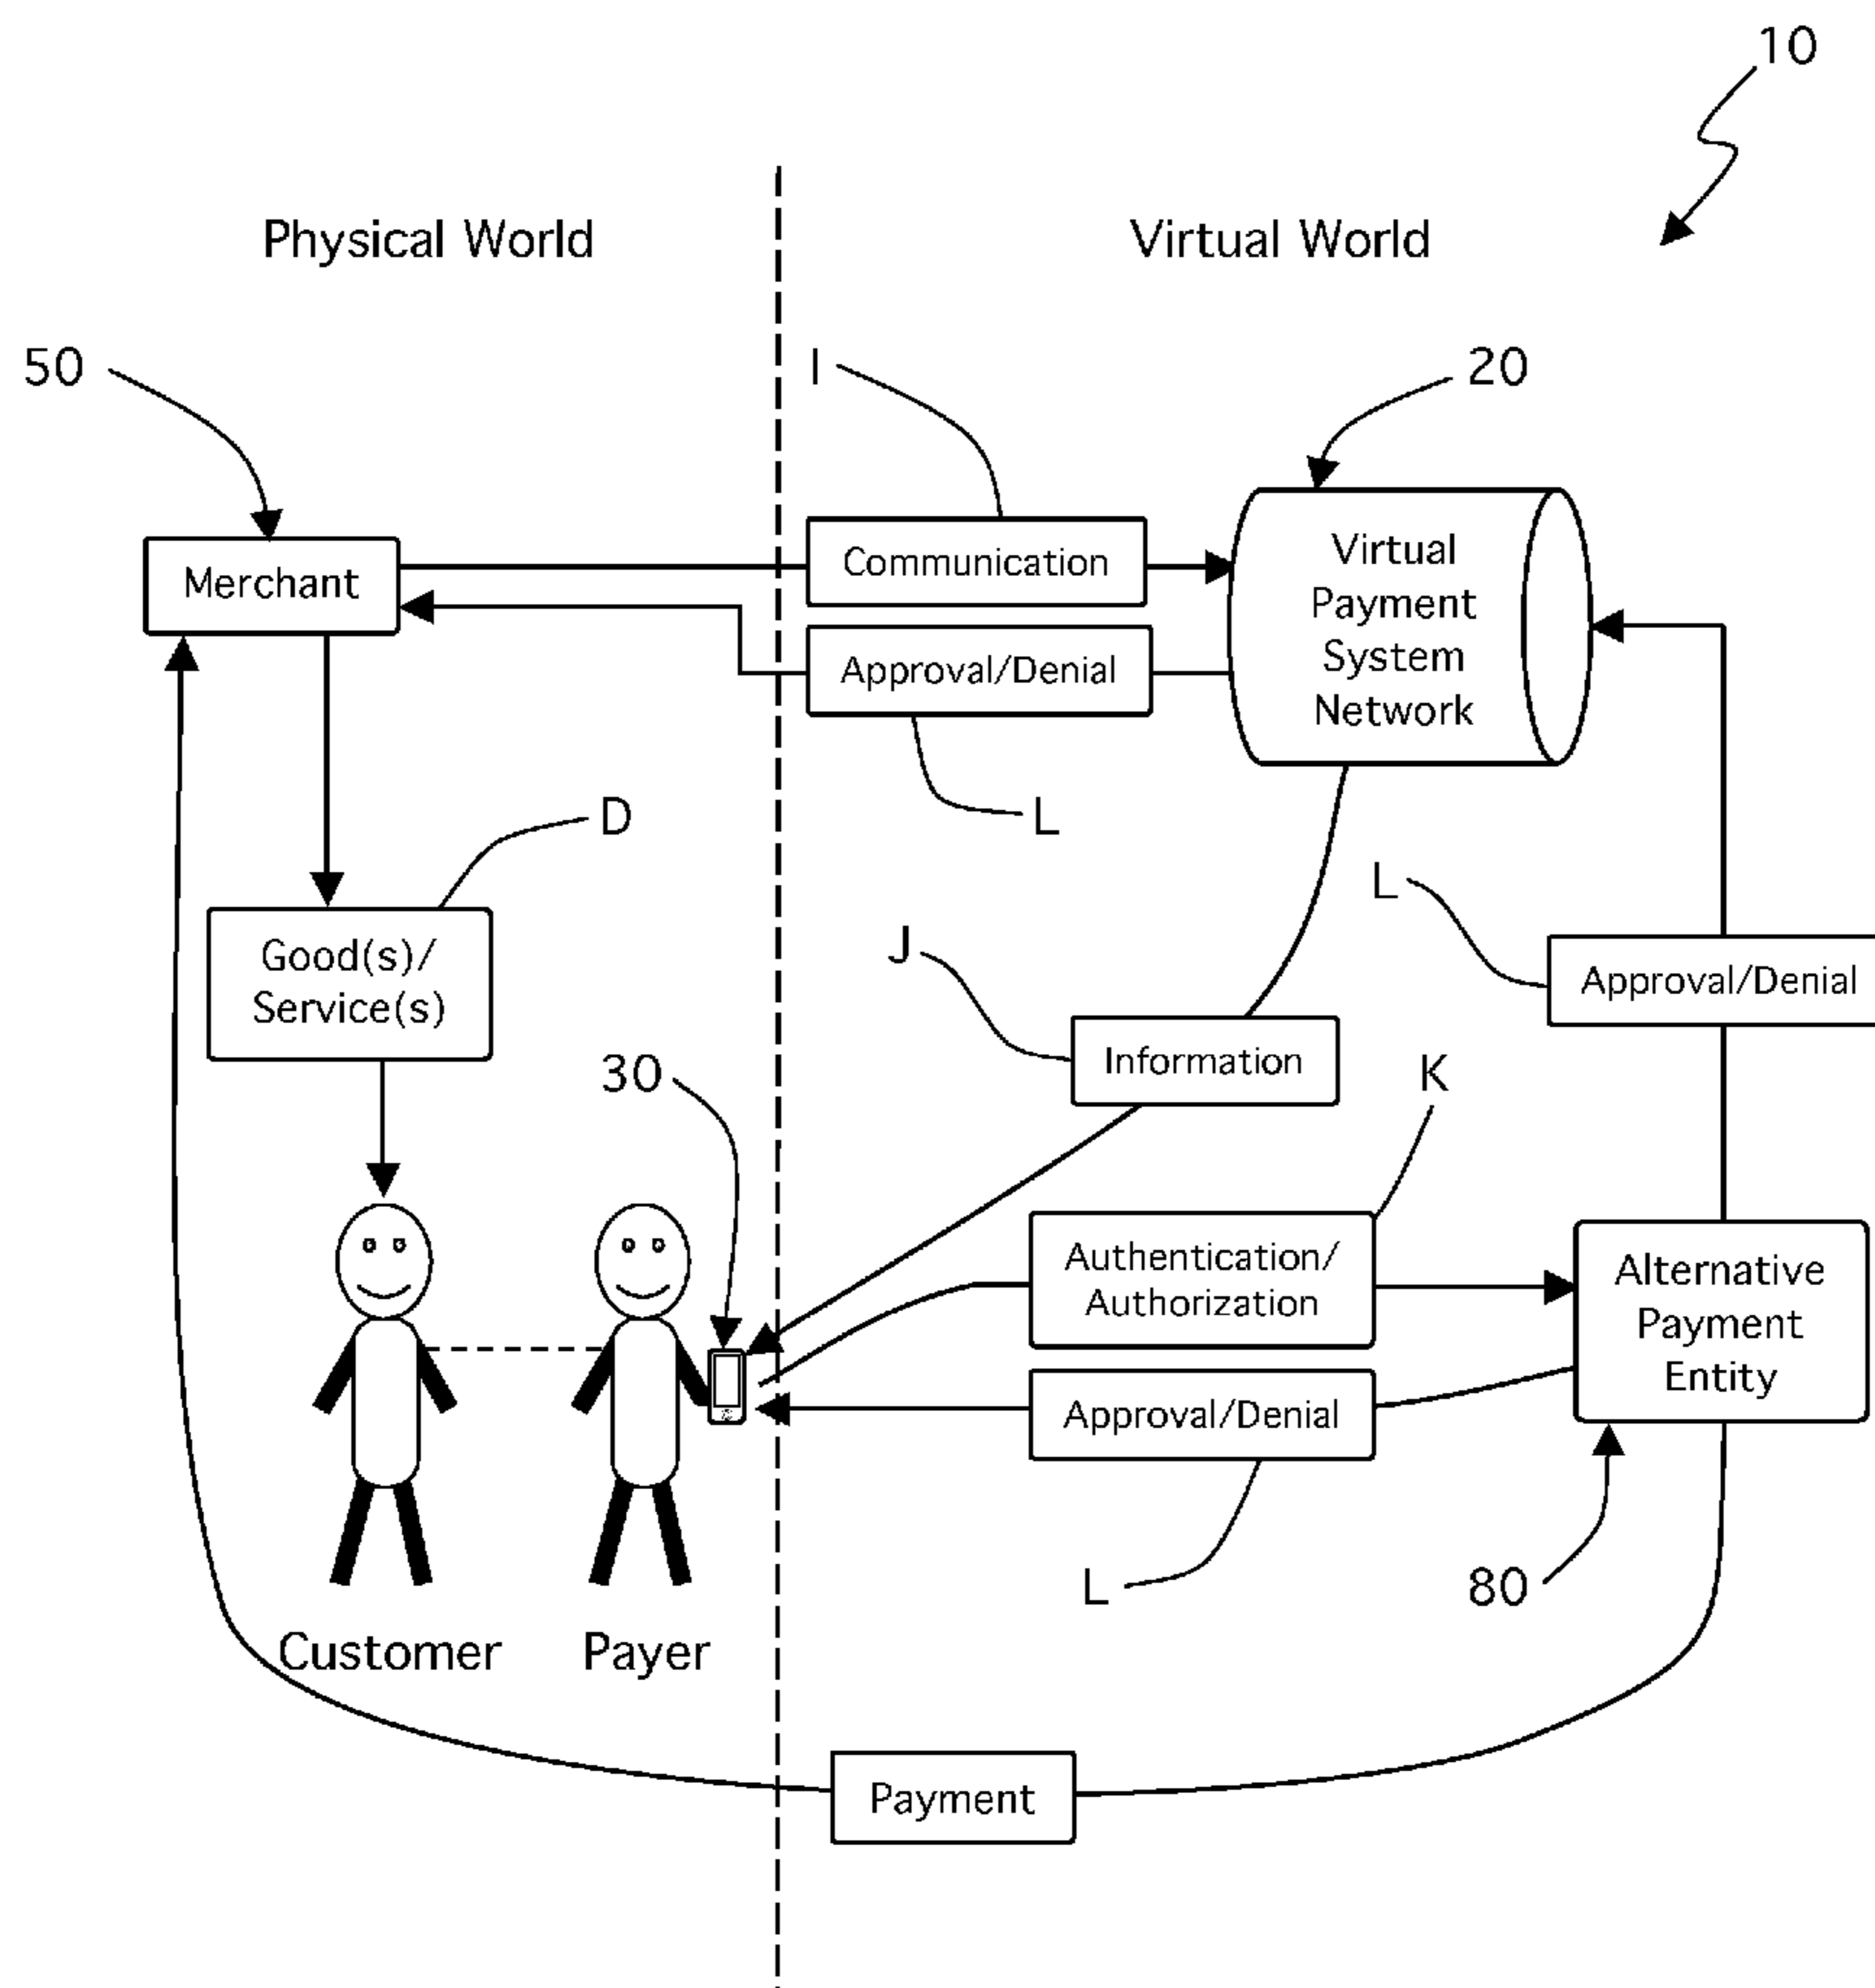 10
Physical World
Virtual World
50
I
20
Merchant
Communication
Approval/Denial
Virtual
Payment
System
Network
L
D
L
Good(s)/
Service(s)
J
Approval/Denial
Information
30
K
Authentication/
Authorization
Alternative
Payment
Entity
Approval/Denial
L
80
Customer
Payer
Payment